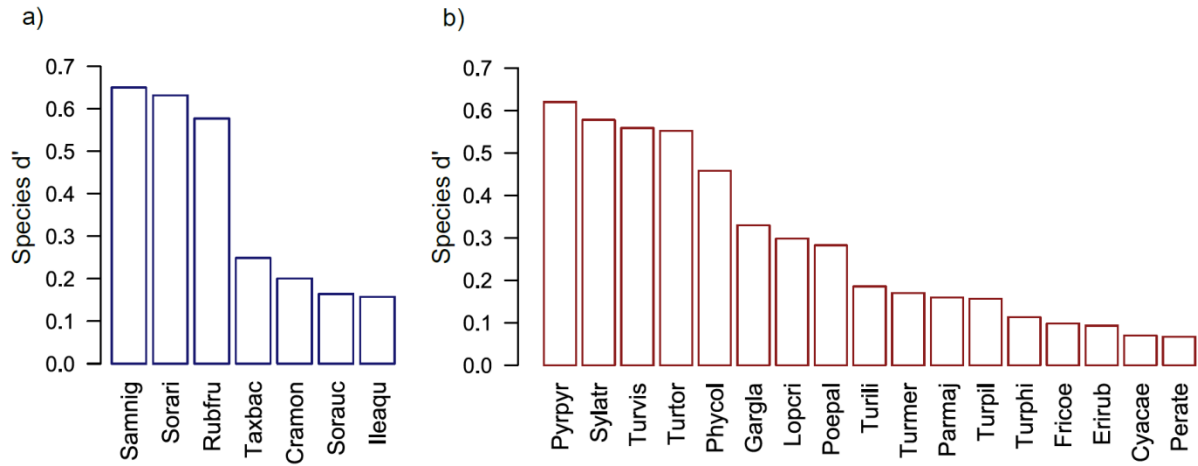 a)
Species d'
0.7
0.6
0.5
0.4
0.3
0.2
0.1
0.0
Samnig
Sorari
Rubfru
Taxbac
Cramon
Sorauc
Ileaqu
b)
Species d'
0.7
0.6
0.5
0.4
0.3
0.2
0.1
0.0
Pyrpyr
Sylatr
Turvis
Turtor
Phycol
Gargla
Lopcri
Poepal
Turili
Turmer
Parmaj
Turpil
Turphi
Fricoe
Erirub
Cyacae
Perate